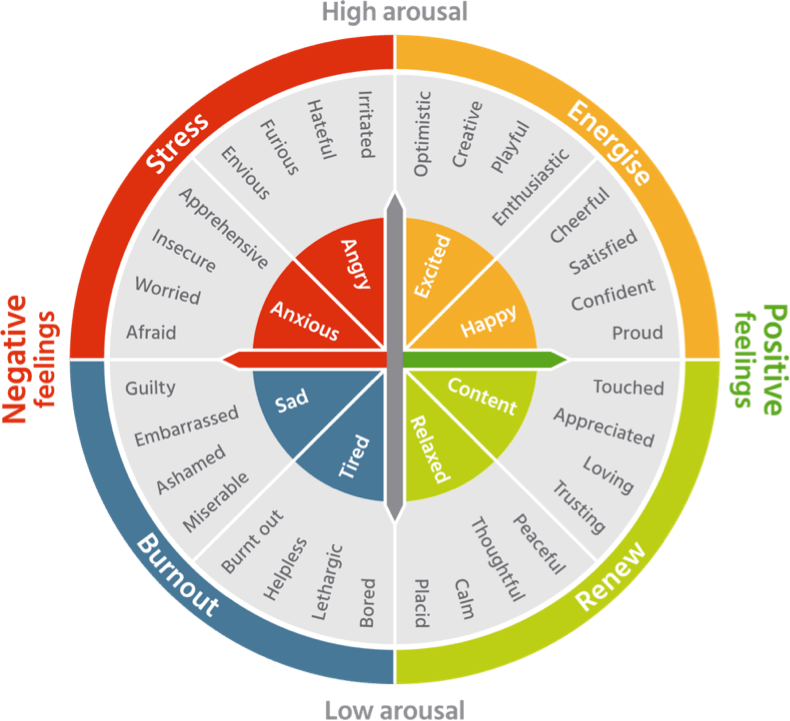 High arousal
Stress
Energise
Envious
Furious
Hateful
Irritated
Optimistic
Creative
Playful
Enthusiastic
Apprehensive
Insecure
Worried
Afraid
Cheerful
Satisfied
Confident
Proud
Angry
Anxious
Excited
Happy
Negative
feelings
Positive
feelings
Sad
Tired
Content
Relaxed
Guilty
Embarrassed
Ashamed
Miserable
Touched
Appreciated
Loving
Trusting
Burnt out
Helpless
Lethargic
Bored
Placid
Calm
Thoughtful
Peaceful
Burnout
Renew
Low arousal